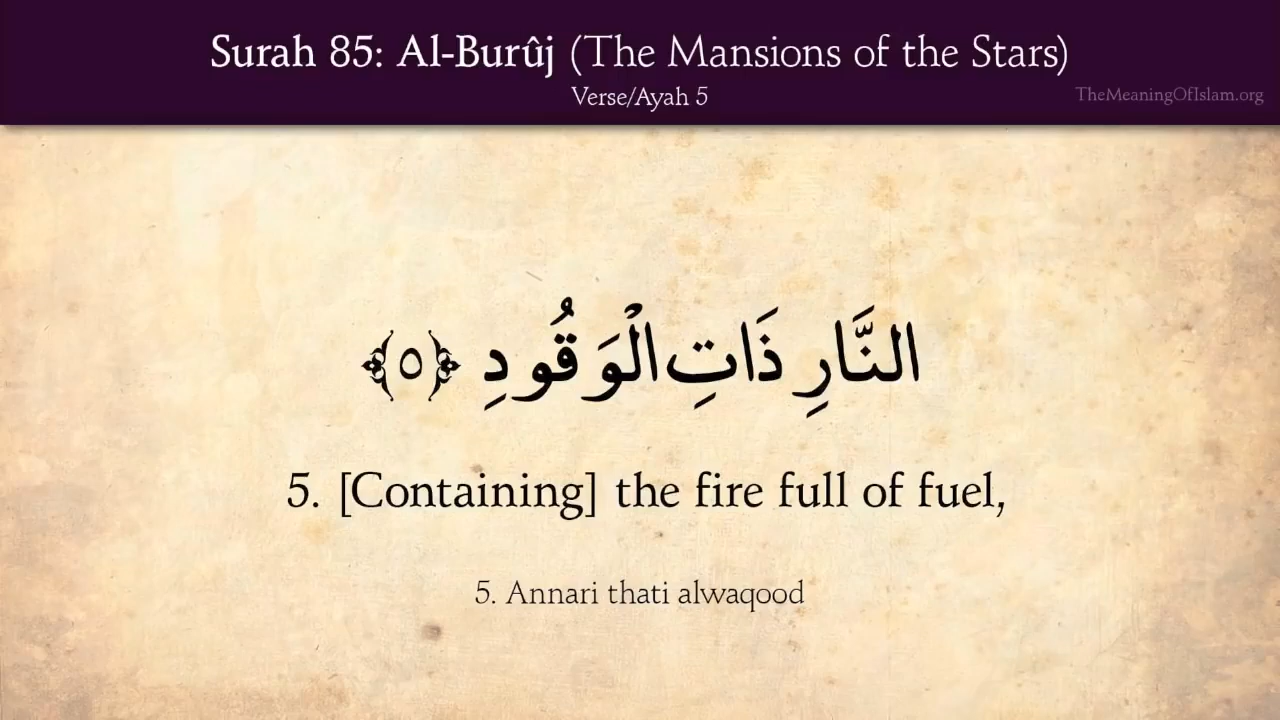 Surah 85: Al-Burûj (The Mansions of the Stars)
Verse/Ayah 5
TheMeaningOfIslam.org
النَّارِ ذَاتِ الْوَقُودِ ﴿٥﴾
5. [Containing] the fire full of fuel,
5. Annari thati alwaqood